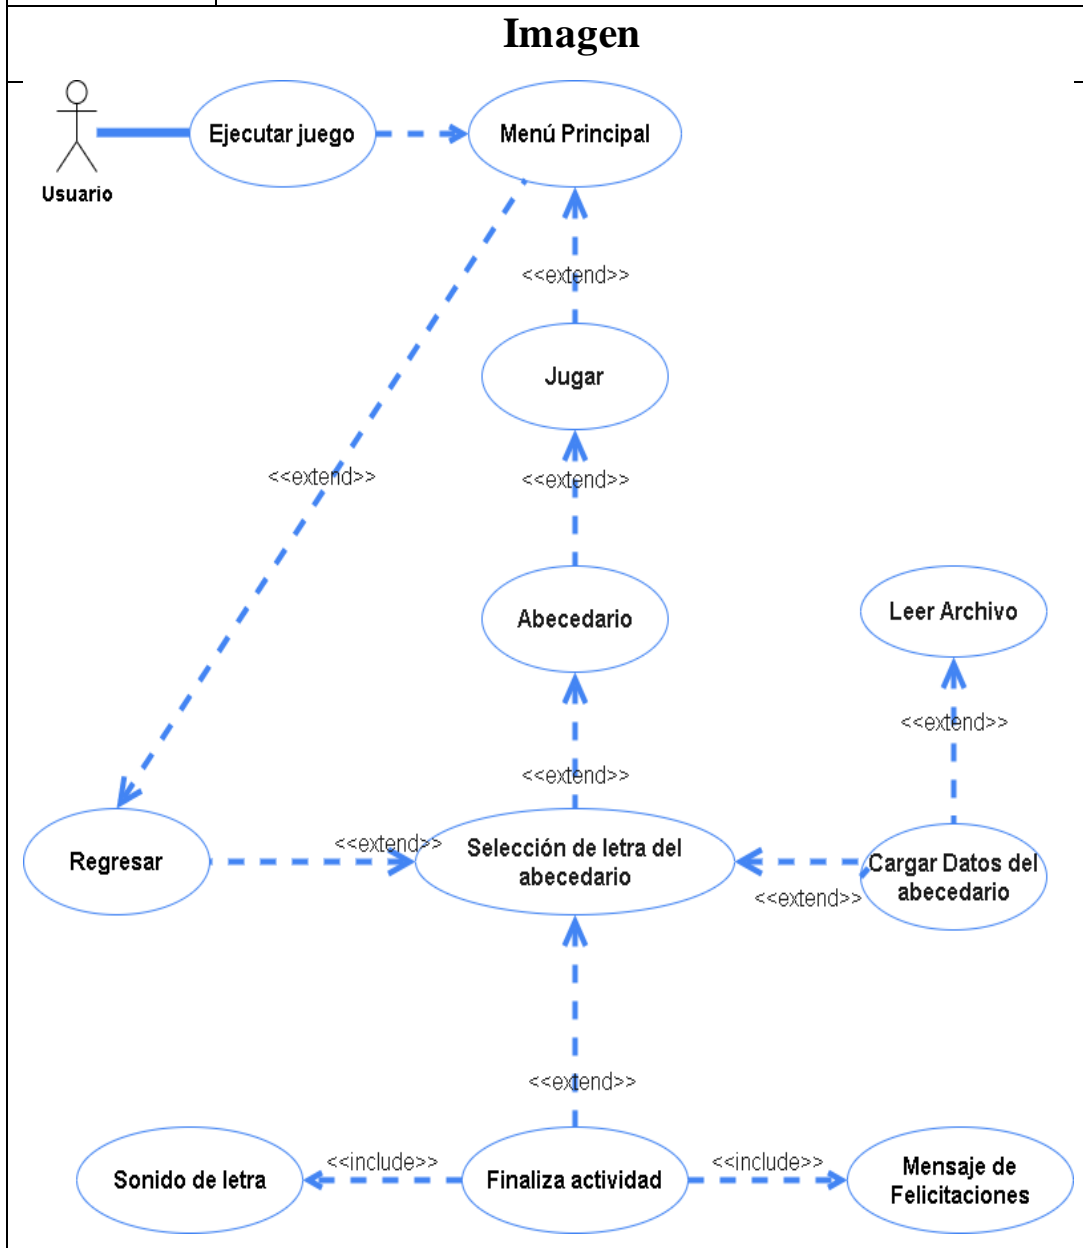 Imagen
Ejecutar juego
Menú Principal
Usuario
<<extend>>
Jugar
<<extend>>
<<extend>>
Abecedario
Leer Archivo
<<extend>>
<<extend>>
Regresar
<<extend>>
Selección de letra del
abecedario
Cargar Datos del
abecedario
<<extend>>
<<extend>>
Sonido de letra
<<include>>
Finaliza actividad
<<include>>
Mensaje de
Felicitaciones